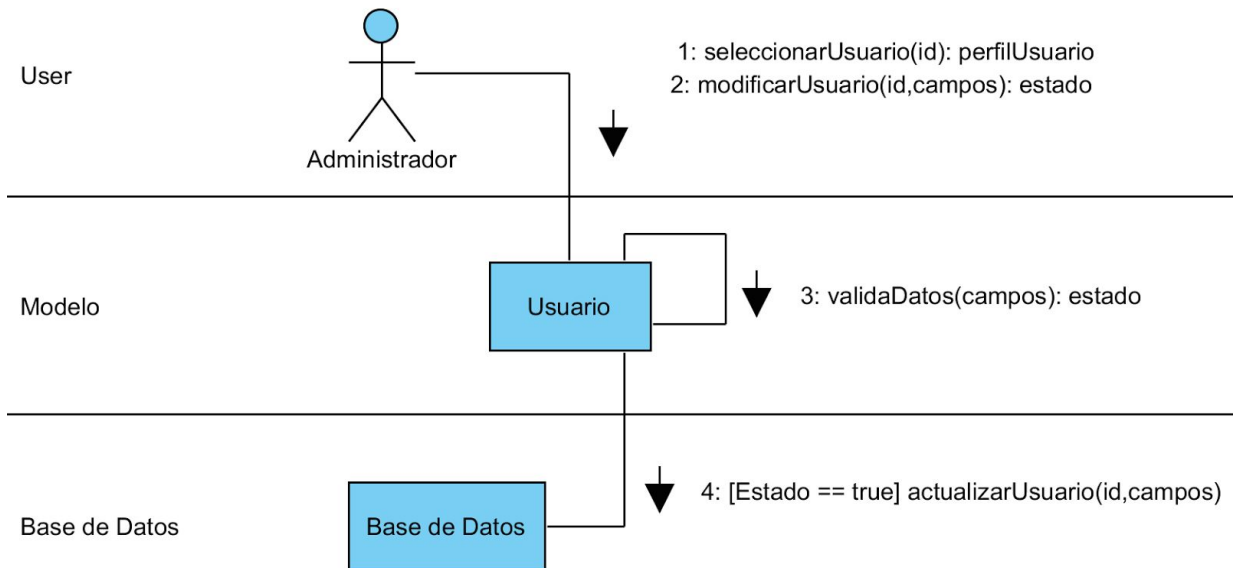 1: seleccionarUsuario(id): perfilUsuario
User
2: modificarUsuario(id,campos): estado
Administrador
Modelo
Usuario
3: validaDatos(campos): estado
4: [Estado == true] actualizarUsuario(id,campos)
Base de Datos
Base de Datos